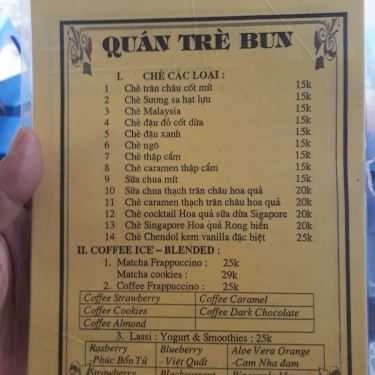 QUÁN TRÈ BUN
I. CHÈ CÁC LOẠI :
1 Chè trân châu cốt mít 15k
2 Chè Sương sa hạt lựu 15k
3 Chè Malaysia 15k
4 Chè đậu đỏ cốt dừa 15k
5 Chè đậu xanh 15k
6 Chè ngô 15k
7 Chè thập cẩm 15k
8 Chè caramen thập cẩm 15k
9 Sữa chua mít 15k
10 Sữa chua thạch trân châu hoa quả 20k
11 Chè caramen thạch trân châu hoa quả 20k
12 Chè cocktail Hoa quả sữa dừa Sigapore 20k
13 Chè Singapore Hoa quả Rong biển 20k
14 Chè Chendol kem vanilla đặc biệt 25k
II. COFFEE ICE – BLENDED :
1. Matcha Frappuccino : 25k
Matcha cookies : 29k
2. Coffee Frappuccino : 25k
Coffee Strawberry Coffee Caramel
Coffee Cookies Coffee Dark Chocolate
Coffee Almond
3. Lassi : Yogurt & Smoothies : 25k
Rasberry Blueberry Aloe Vera Orange
-Phúc Bồn Tử -Việt Quất -Cam Nha đam